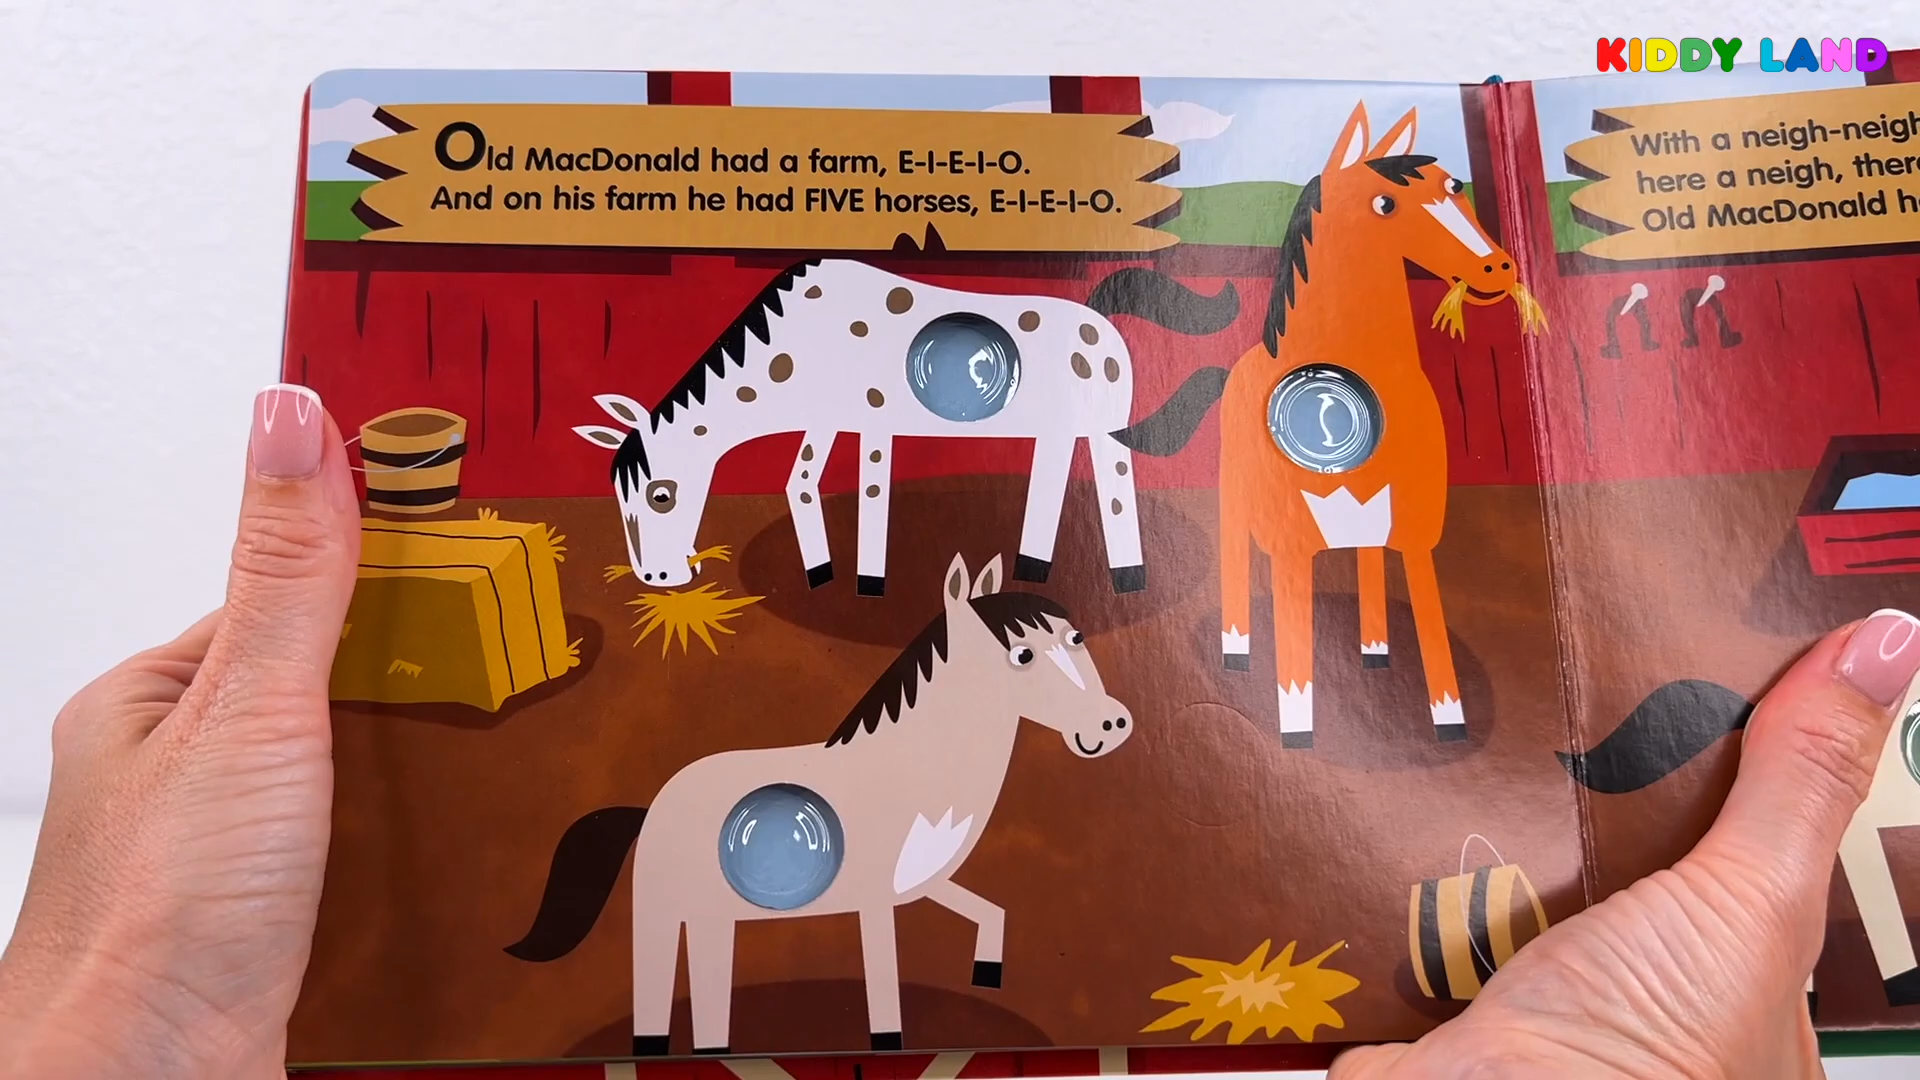 KIDDY LAND
Old MacDonald had a farm, E-I-E-I-O.
And on his farm he had FIVE horses, E-I-E-I-O.
With a neigh-neigh
here a neigh,
Old MacDonald